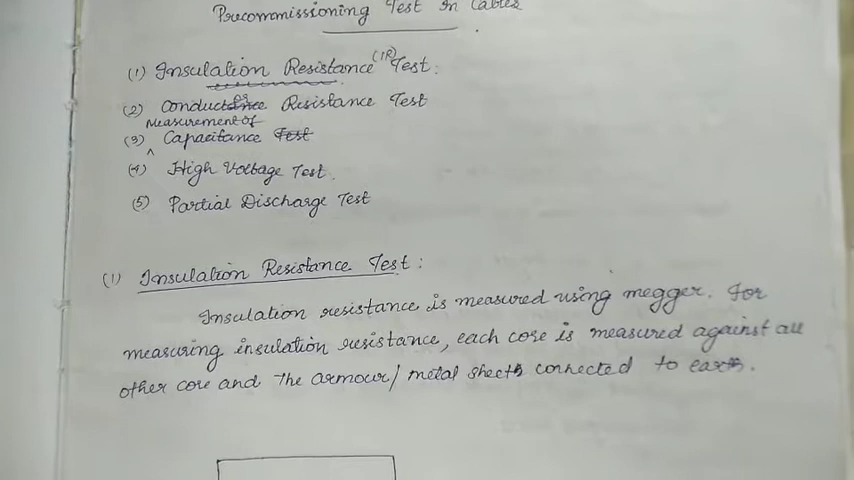 Precommissioning Test In Cables
(1) Insulation Resistance (IR) Test:
(2) Conductor Resistance Test
Measurement of
(3) Capacitance Test
(4) High Voltage Test.
(5) Partial Discharge Test
(1) Insulation Resistance Test:
Insulation resistance is measured using megger. For
measuring insulation resistance, each core is measured against all
other core and the armour/ metal sheeth connected to earth.